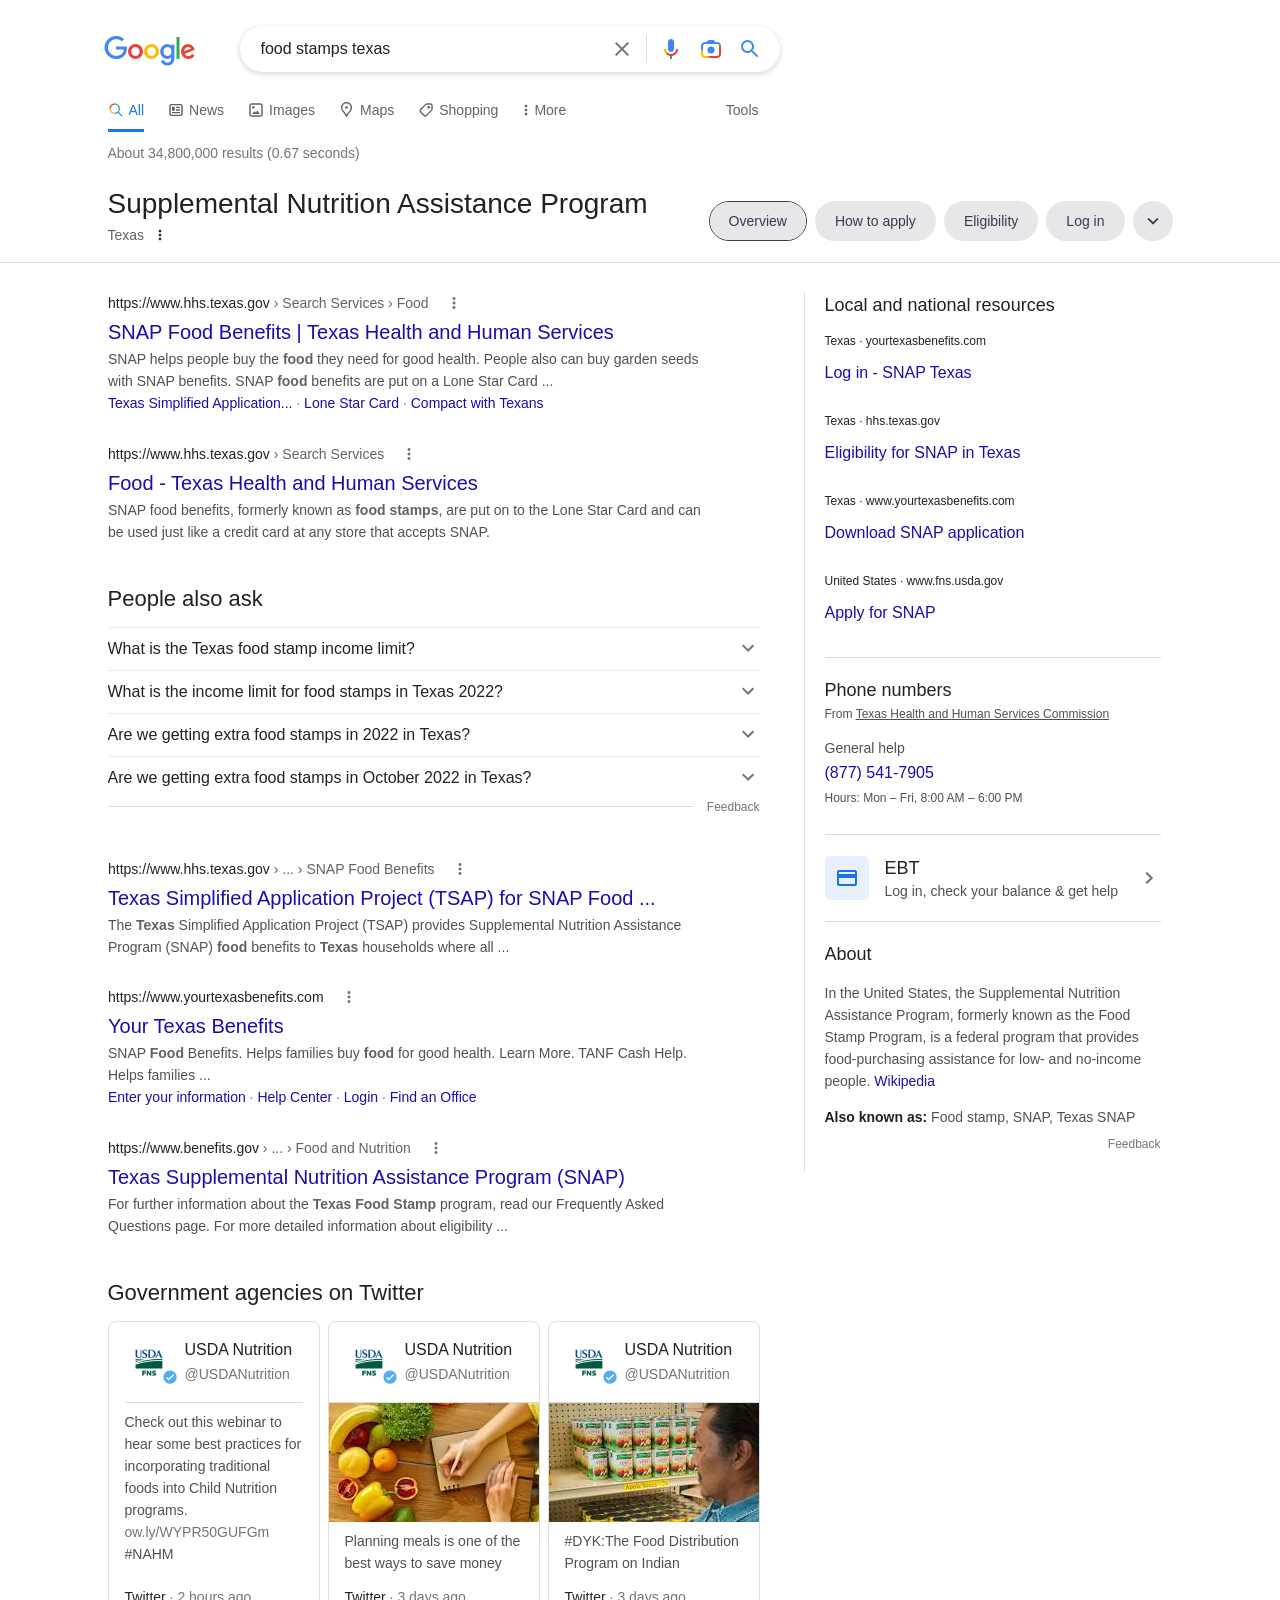 Google
food stamps texas
All News Images Maps Shopping More Tools
About 34,800,000 results (0.67 seconds)
Supplemental Nutrition Assistance Program
Texas
Overview How to apply Eligibility Log in
https://www.hhs.texas.gov › Search Services › Food
SNAP Food Benefits | Texas Health and Human Services
SNAP helps people buy the food they need for good health. People also can buy garden seeds
with SNAP benefits. SNAP food benefits are put on a Lone Star Card ...
Texas Simplified Application... · Lone Star Card · Compact with Texans
https://www.hhs.texas.gov › Search Services
Food - Texas Health and Human Services
SNAP food benefits, formerly known as food stamps, are put on to the Lone Star Card and can
be used just like a credit card at any store that accepts SNAP.
People also ask
What is the Texas food stamp income limit?
What is the income limit for food stamps in Texas 2022?
Are we getting extra food stamps in 2022 in Texas?
Are we getting extra food stamps in October 2022 in Texas?
Feedback
https://www.hhs.texas.gov › ... › SNAP Food Benefits
Texas Simplified Application Project (TSAP) for SNAP Food ...
The Texas Simplified Application Project (TSAP) provides Supplemental Nutrition Assistance
Program (SNAP) food benefits to Texas households where all ...
https://www.yourtexasbenefits.com
Your Texas Benefits
SNAP Food Benefits. Helps families buy food for good health. Learn More. TANF Cash Help.
Helps families ...
Enter your information · Help Center · Login · Find an Office
https://www.benefits.gov › ... › Food and Nutrition
Texas Supplemental Nutrition Assistance Program (SNAP)
For further information about the Texas Food Stamp program, read our Frequently Asked
Questions page. For more detailed information about eligibility ...
Government agencies on Twitter
USDA
FNS
USDA Nutrition
@USDANutrition
Check out this webinar to
hear some best practices for
incorporating traditional
foods into Child Nutrition
programs.
ow.ly/WYPR50GUFGm
#NAHM
Twitter · 2 hours ago
USDA
FNS
USDA Nutrition
@USDANutrition
Planning meals is one of the
best ways to save money
Twitter · 3 days ago
USDA
FNS
USDA Nutrition
@USDANutrition
#DYK:The Food Distribution
Program on Indian
Twitter · 3 days ago
Local and national resources
Texas · yourtexasbenefits.com
Log in - SNAP Texas
Texas · hhs.texas.gov
Eligibility for SNAP in Texas
Texas · www.yourtexasbenefits.com
Download SNAP application
United States · www.fns.usda.gov
Apply for SNAP
Phone numbers
From Texas Health and Human Services Commission
General help
(877) 541-7905
Hours: Mon – Fri, 8:00 AM – 6:00 PM
EBT
Log in, check your balance & get help
About
In the United States, the Supplemental Nutrition
Assistance Program, formerly known as the Food
Stamp Program, is a federal program that provides
food-purchasing assistance for low- and no-income
people. Wikipedia
Also known as: Food stamp, SNAP, Texas SNAP
Feedback